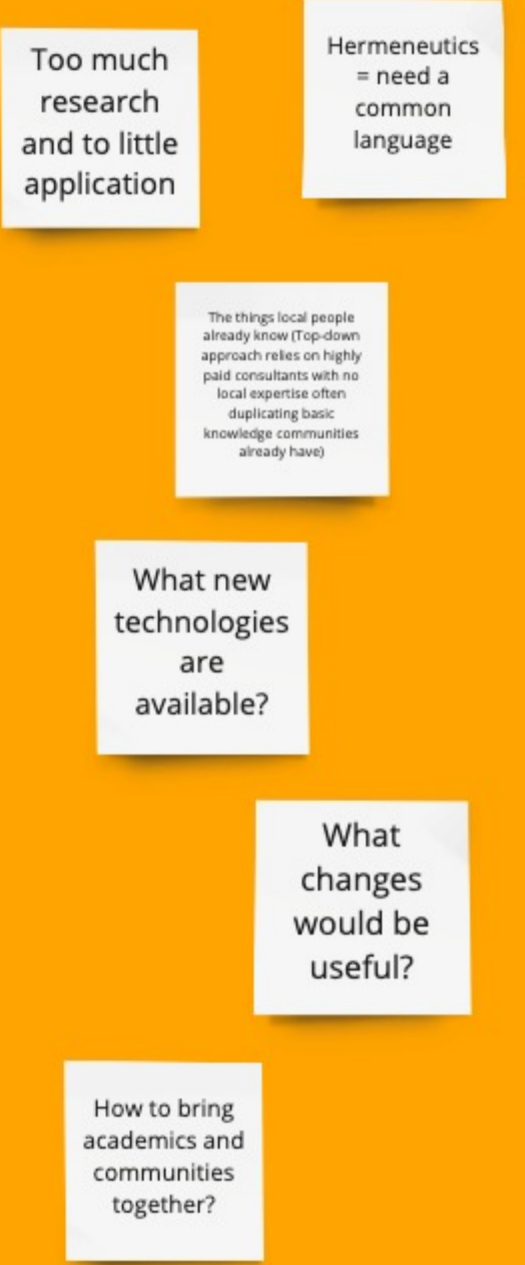 Too much
research
and to little
application
Hermeneutics
= need a
common
language
The things local people
already know (Top-down
approach relies on highly
paid consultants with no
local expertise often
duplicating basic
knowledge communities
already have)
What new
technologies
are
available?
What
changes
would be
useful?
How to bring
academics and
communities
together?